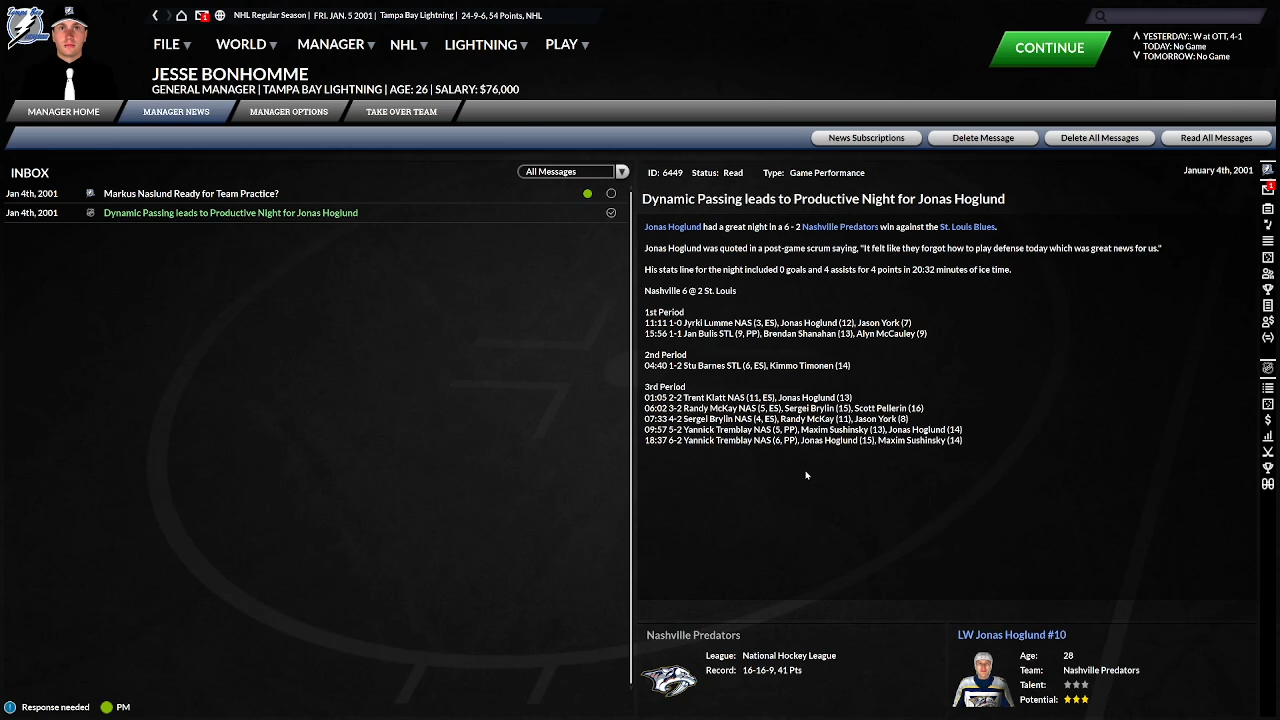 NHL Regular Season | FRI. JAN. 5 2001 | Tampa Bay Lightning | 24-9-6, 54 Points, NHL
FILE WORLD MANAGER NHL LIGHTNING PLAY
CONTINUE
YESTERDAY: W at OTT, 4-1
TODAY: No Game
TOMORROW: No Game
JESSE BONHOMME
GENERAL MANAGER | TAMPA BAY LIGHTNING | AGE: 26 | SALARY: $76,000
MANAGER HOME MANAGER NEWS MANAGER OPTIONS TAKE OVER TEAM
News Subscriptions Delete Message Delete All Messages Read All Messages
INBOX
All Messages
Jan 4th, 2001 Markus Naslund Ready for Team Practice?
Jan 4th, 2001 Dynamic Passing leads to Productive Night for Jonas Hoglund
ID: 6449 Status: Read Type: Game Performance January 4th, 2001
Dynamic Passing leads to Productive Night for Jonas Hoglund
Jonas Hoglund had a great night in a 6 - 2 Nashville Predators win against the St. Louis Blues.
Jonas Hoglund was quoted in a post-game scrum saying, "It felt like they forgot how to play defense today which was great news for us."
His stats line for the night included 0 goals and 4 assists for 4 points in 20:32 minutes of ice time.
Nashville 6 @ 2 St. Louis
1st Period
11:11 1-0 Jyrki Lumme NAS (3, ES), Jonas Hoglund (12), Jason York (7)
15:56 1-1 Jan Bulis STL (9, PP), Brendan Shanahan (13), Alyn McCauley (9)
2nd Period
04:40 1-2 Stu Barnes STL (6, ES), Kimmo Timonen (14)
3rd Period
01:05 2-2 Trent Klatt NAS (11, ES), Jonas Hoglund (13)
06:02 3-2 Randy McKay NAS (5, ES), Sergei Brylin (15), Scott Pellerin (16)
07:33 4-2 Sergei Brylin NAS (4, ES), Randy McKay (11), Jason York (8)
09:57 5-2 Yannick Tremblay NAS (5, PP), Maxim Sushinsky (13), Jonas Hoglund (14)
18:37 6-2 Yannick Tremblay NAS (6, PP), Jonas Hoglund (15), Maxim Sushinsky (14)
Nashville Predators
League: National Hockey League
Record: 16-16-9, 41 Pts
LW Jonas Hoglund #10
Age: 28
Team: Nashville Predators
Talent:
Potential:
Response needed PM